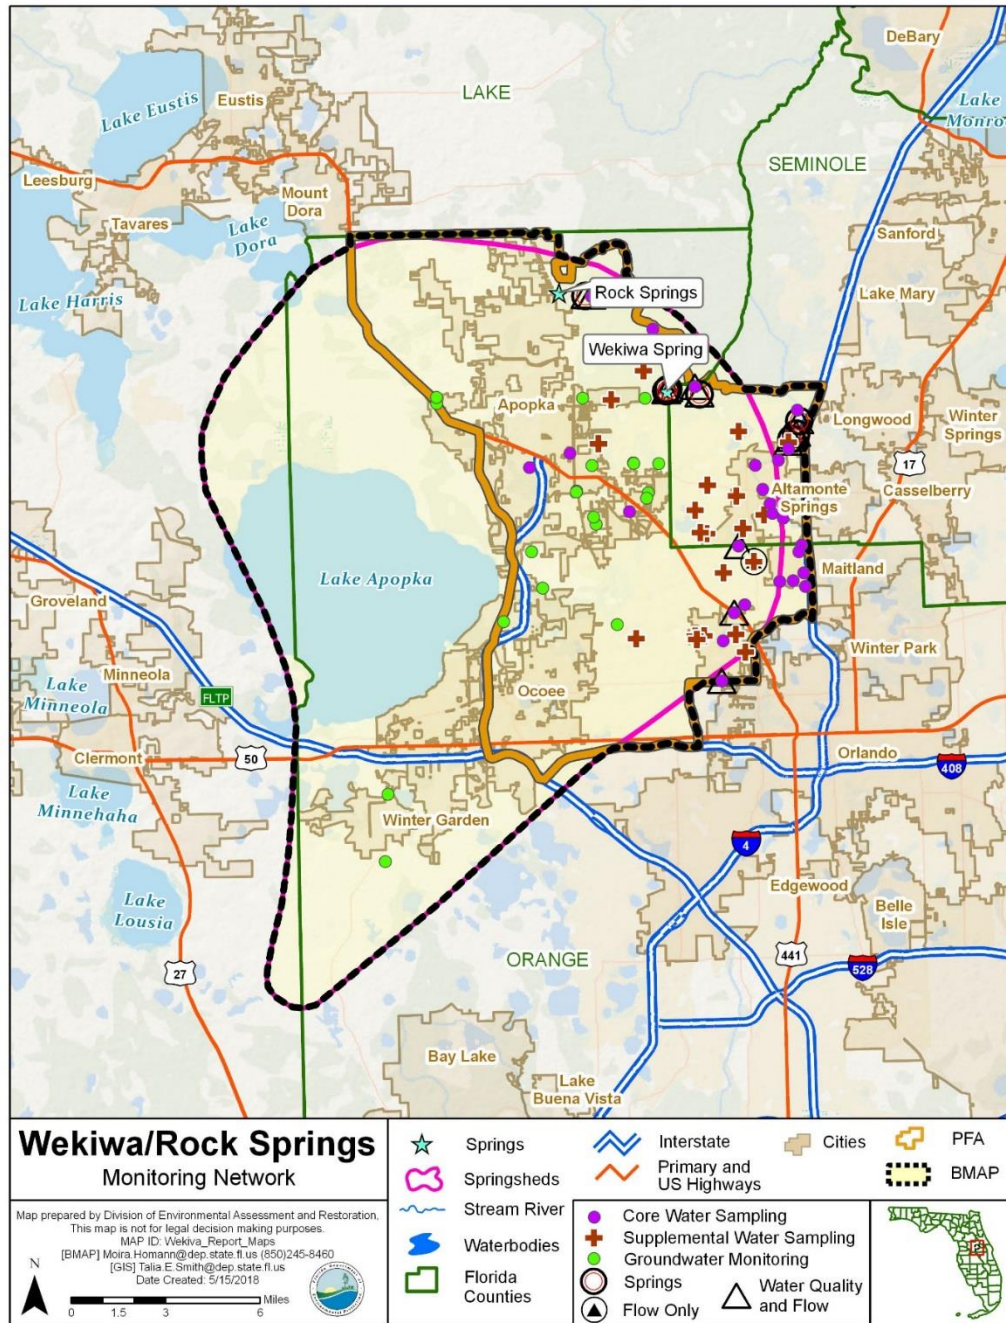 DeBary
LAKE
Lake
Monro
Lake Eustis
Eustis
SEMINOLE
Leesburg
Mount
Dora
Tavares
Lake
Dora
Sanford
Lake Harris
Rock Springs
Lake Mary
Wekiwa Spring
Apopka
Longwood
Winter
Springs
17
Casselberry
Altamonte
Springs
Lake Apopka
Maitland
Groveland
Minneola
Winter Park
Lake
Minneola
FLTP
Ocoee
Clermont
50
Orlando
408
Lake
Minnehaha
Winter Garden
4
Edgewood
Belle
Isle
Lake
Lousia
ORANGE
441
528
27
Bay Lake
Lake
Buena Vista
Wekiwa/Rock Springs
Monitoring Network
Map prepared by Division of Environmental Assessment and Restoration,
This map is not for legal decision making purposes.
MAP ID: Wekiva_Report_Maps
[BMAP] Moira.Homann@dep.state.fl.us (850)245-8460
[GIS] Talia.E.Smith@dep.state.fl.us
Date Created: 5/15/2018
N
Miles
0 1.5 3 6
Springs
Springsheds
Stream River
Waterbodies
Florida
Counties
Interstate
Primary and
US Highways
Cities
PFA
BMAP
Core Water Sampling
Supplemental Water Sampling
Groundwater Monitoring
Springs
Flow Only
Water Quality
and Flow